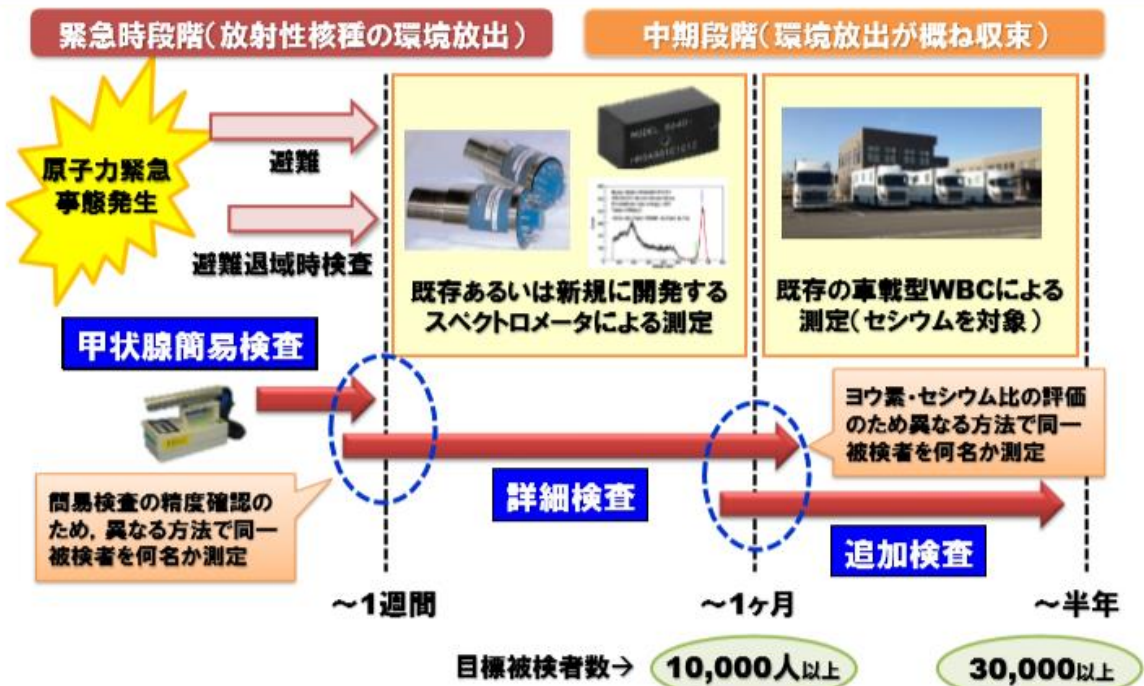 緊急時段階（放射性核種の環境放出）
中期段階（環境放出が概ね収束）
原子力緊急
事態発生
避難
避難退域時検査
既存あるいは新規に開発する
スペクトロメータによる測定
既存の車載型WBCによる
測定（セシウムを対象）
甲状腺簡易検査
簡易検査の精度確認の
ため，異なる方法で同一
被検者を何名か測定
詳細検査
ヨウ素・セシウム比の評価
のため異なる方法で同一
被検者を何名か測定
追加検査
～1週間
～1ヶ月
～半年
目標被検者数→
10,000人以上
30,000以上